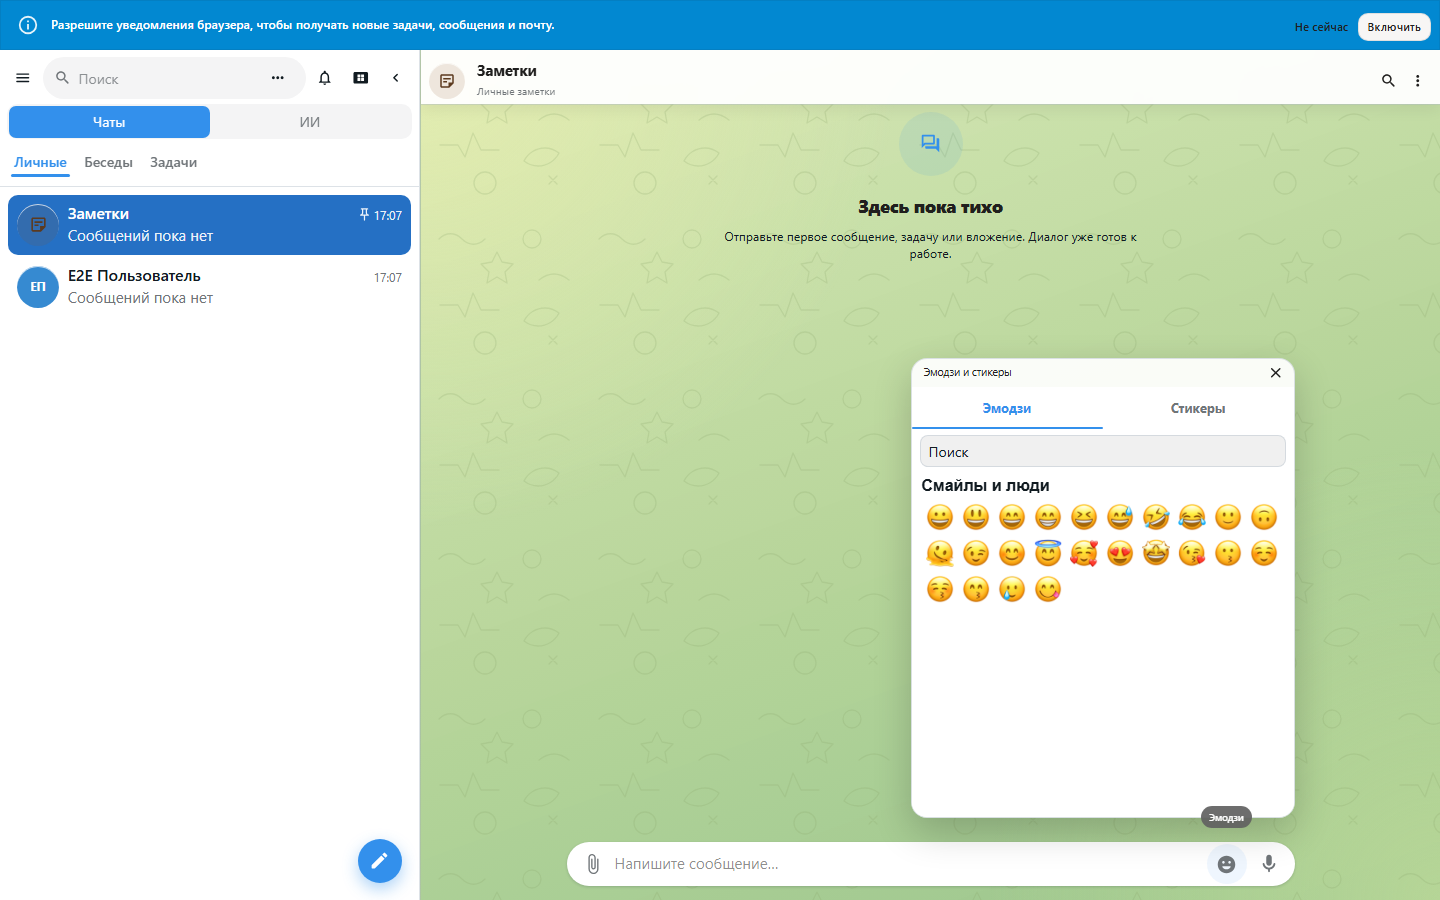 Разрешите уведомления браузера, чтобы получать новые задачи, сообщения и почту.
Не сейчас
Включить
Поиск
Чаты
ИИ
Личные
Беседы
Задачи
Заметки
17:07
Сообщений пока нет
ЕП
E2E Пользователь
17:07
Сообщений пока нет
Заметки
Личные заметки
Здесь пока тихо
Отправьте первое сообщение, задачу или вложение. Диалог уже готов к
работе.
Эмодзи и стикеры
Эмодзи
Стикеры
Поиск
Смайлы и люди
Эмодзи
Напишите сообщение...